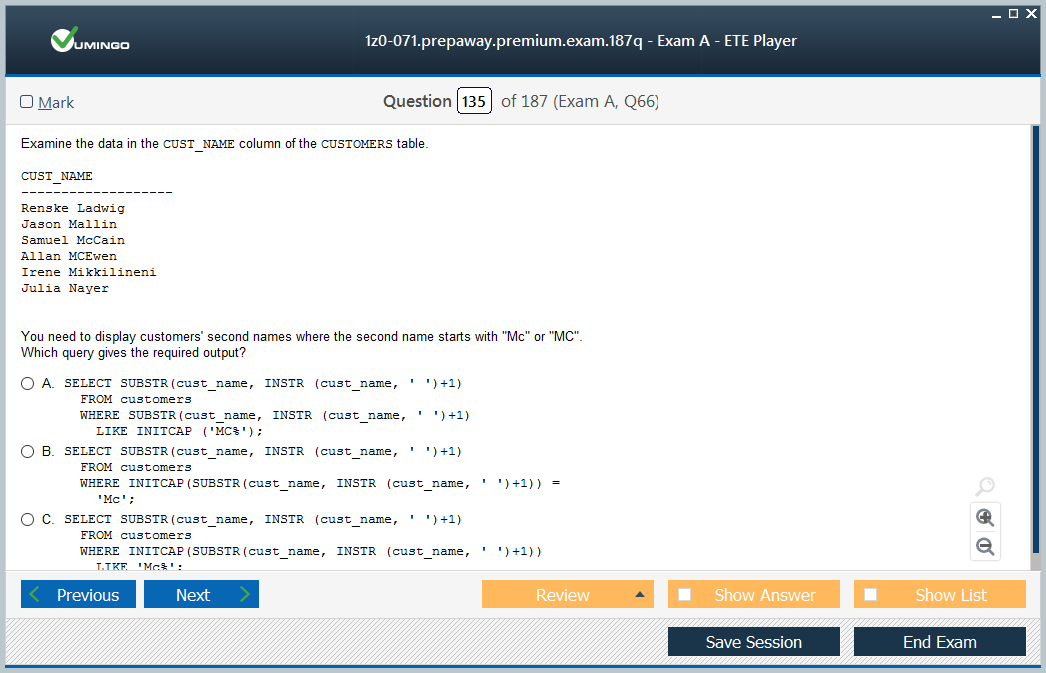 UMINGO
1z0-071.prepaway.premium.exam.187q - Exam A - ETE Player
Mark
Question 135 of 187 (Exam A, Q66)
Examine the data in the CUST_NAME column of the CUSTOMERS table.
CUST_NAME
-------------------
Renske Ladwig
Jason Mallin
Samuel McCain
Allan MCEwen
Irene Mikkilineni
Julia Nayer
You need to display customers' second names where the second name starts with "Mc" or "MC".
Which query gives the required output?
A. SELECT SUBSTR(cust_name, INSTR (cust_name, ' ')+1)
FROM customers
WHERE SUBSTR(cust_name, INSTR (cust_name, ' ')+1)
LIKE INITCAP ('MC%');
B. SELECT SUBSTR(cust_name, INSTR (cust_name, ' ')+1)
FROM customers
WHERE INITCAP(SUBSTR(cust_name, INSTR (cust_name, ' ')+1)) =
'Mc';
C. SELECT SUBSTR(cust_name, INSTR (cust_name, ' ')+1)
FROM customers
WHERE INITCAP(SUBSTR(cust_name, INSTR (cust_name, ' ')+1))
LIKE 'Mc%';
Previous
Next
Review
Show Answer
Show List
Save Session
End Exam